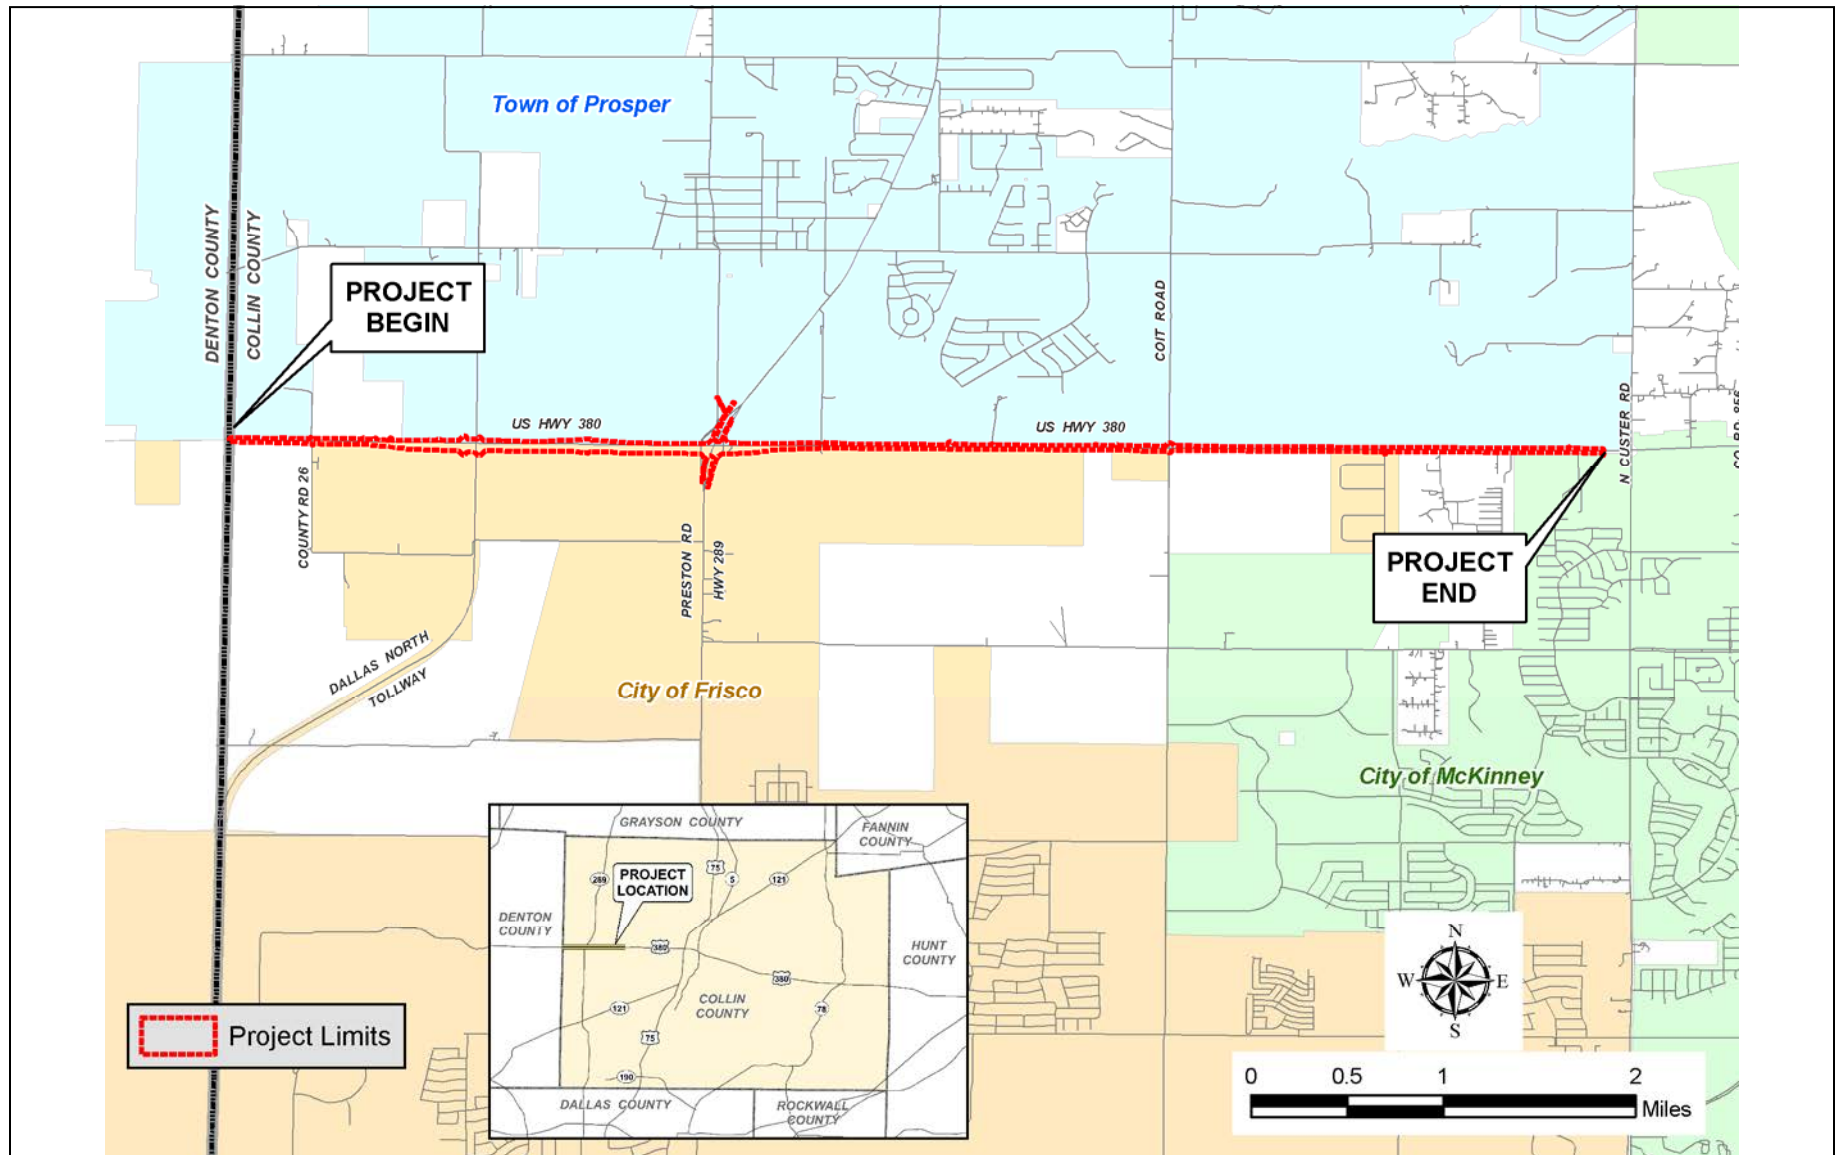 Town of Prosper
DENTON COUNTY
COLLIN COUNTY
PROJECT
BEGIN
COIT ROAD
US HWY 380
US HWY 380
N CUSTER RD
COUNTY RD 26
PRESTON RD
HWY 289
PROJECT
END
DALLAS NORTH
TOLLWAY
City of Frisco
City of McKinney
GRAYSON COUNTY
FANNIN
COUNTY
75
289
5
121
PROJECT
LOCATION
DENTON
COUNTY
380
HUNT
COUNTY
380
COLLIN
COUNTY
121
78
75
190
DALLAS COUNTY
ROCKWALL
COUNTY
Project Limits
N
W
E
S
0
0.5
1
2
Miles